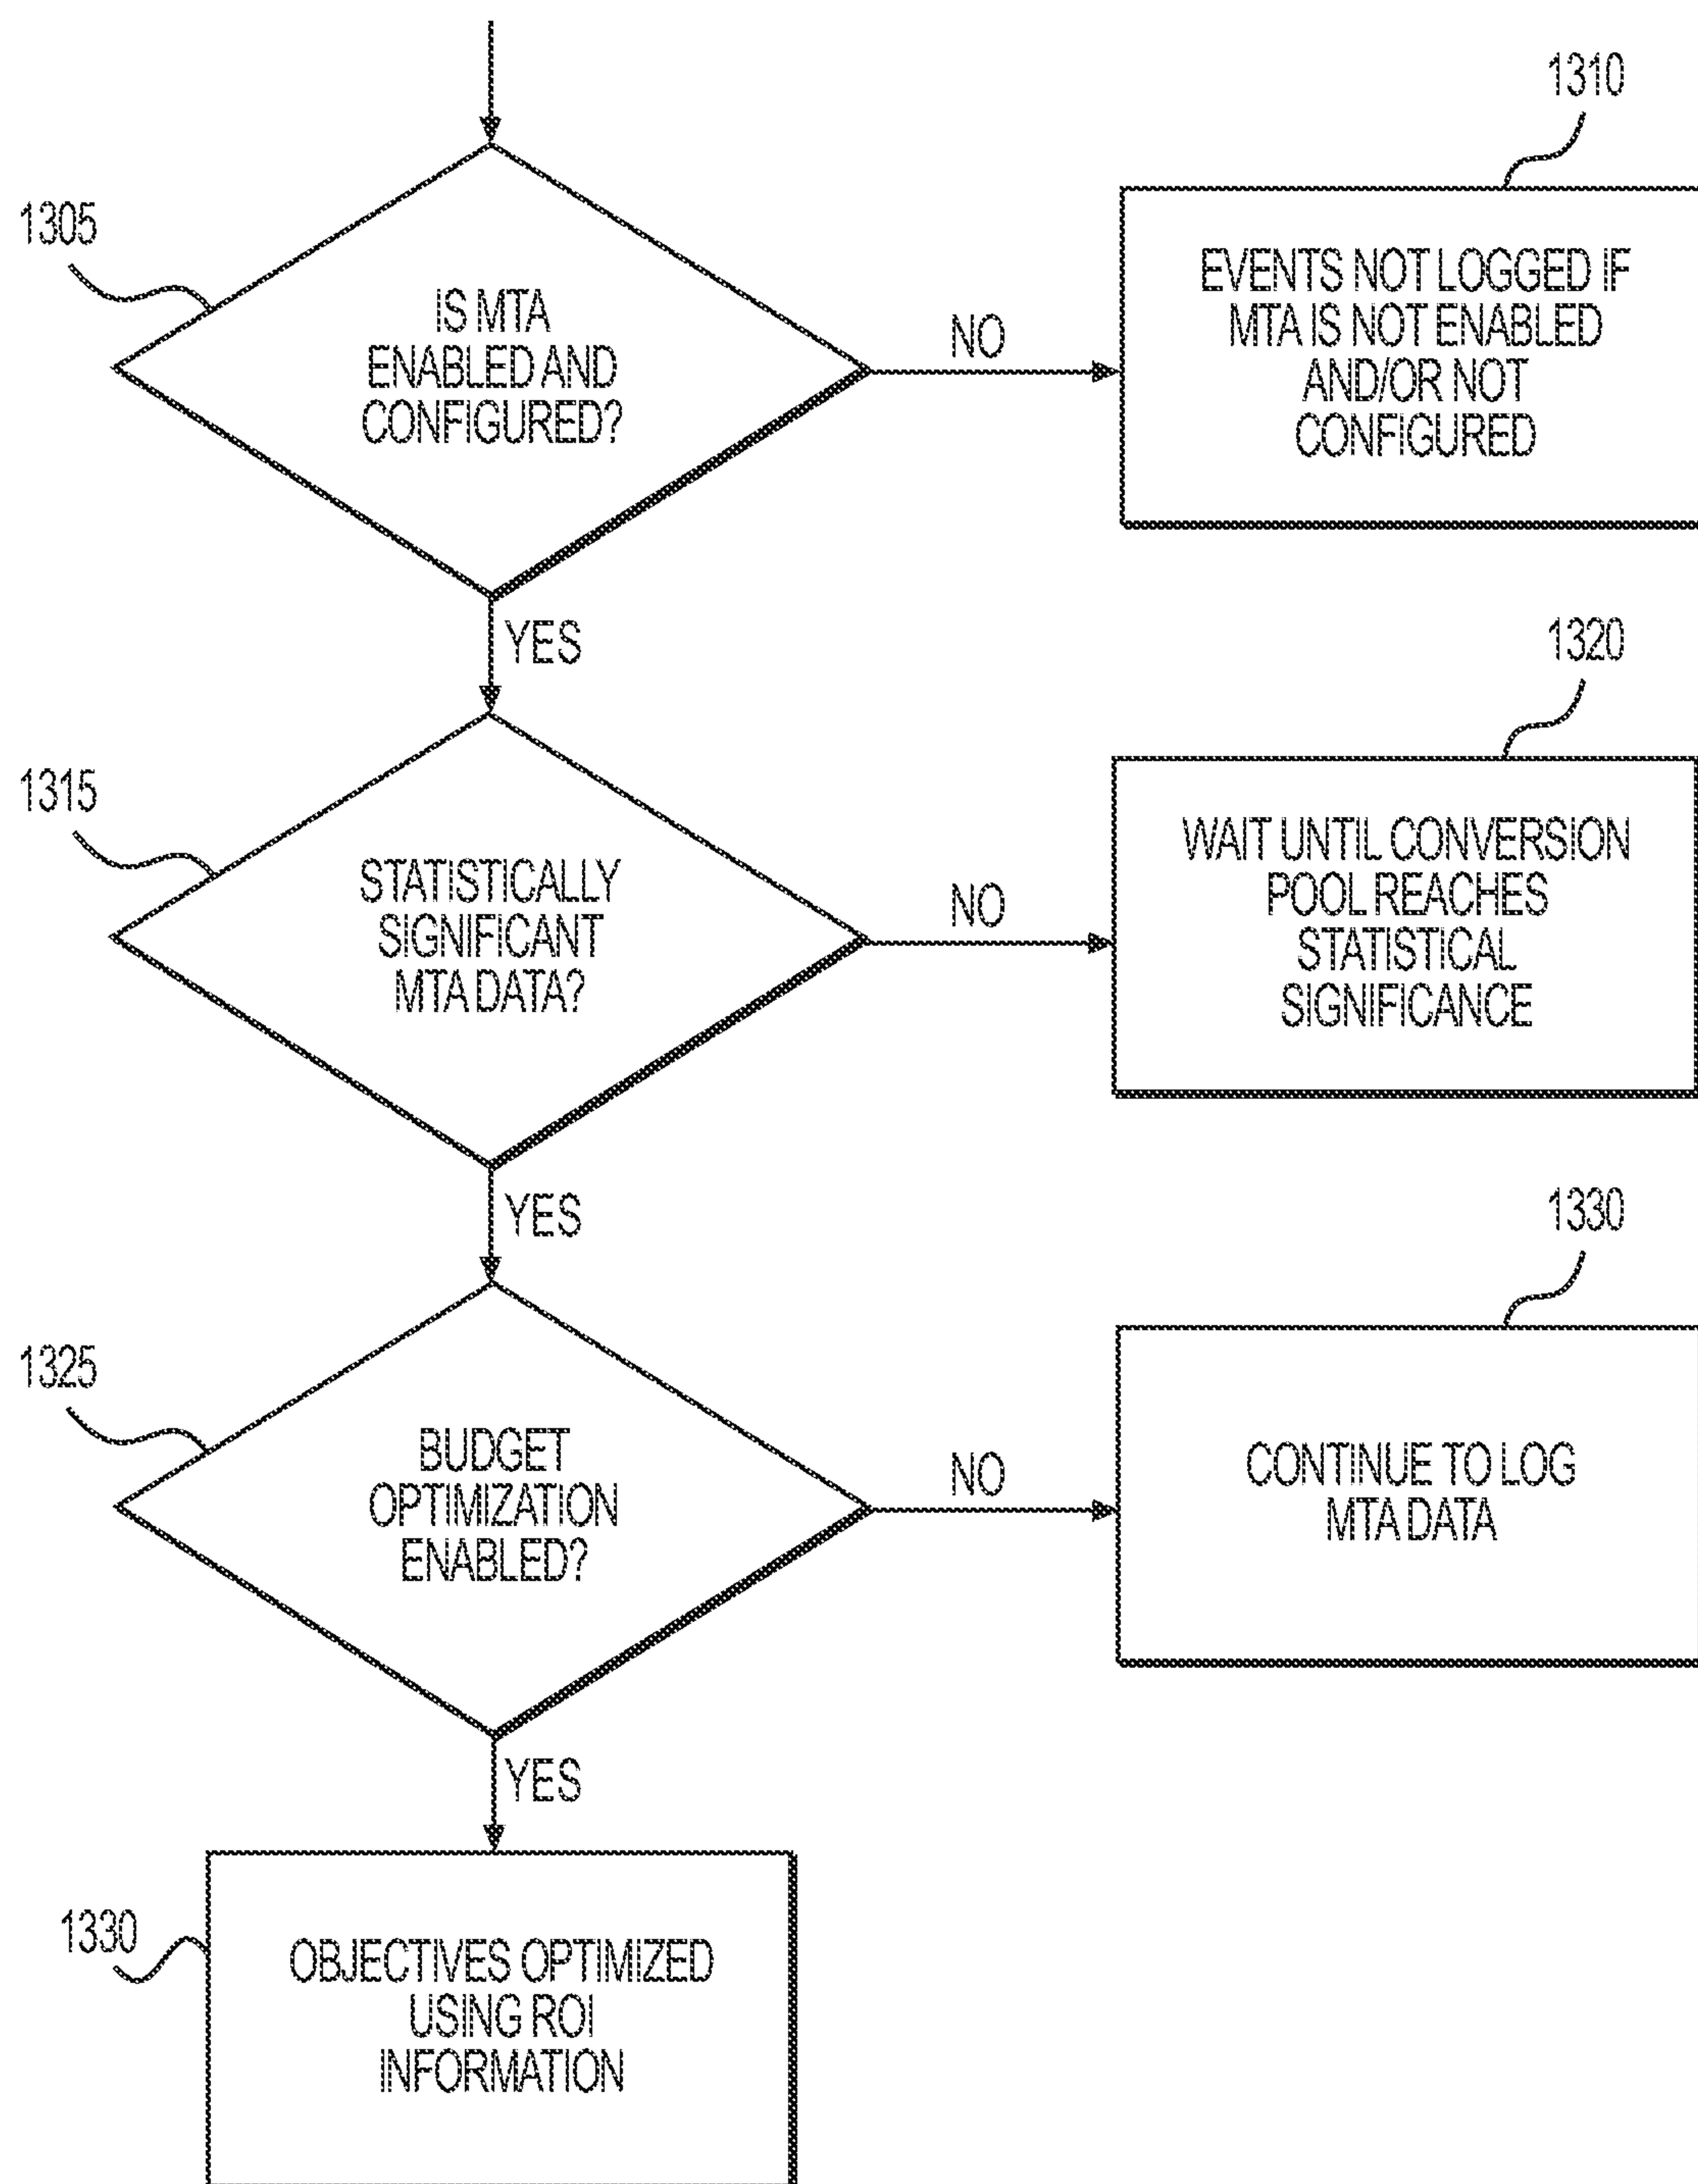 1310
1305
IS MTA
ENABLED AND
CONFIGURED?
NO
EVENTS NOT LOGGED IF
MTA IS NOT ENABLED
AND/OR NOT
CONFIGURED
YES
1320
1315
STATISTICALLY
SIGNIFICANT
MTA DATA?
NO
WAIT UNTIL CONVERSION
POOL REACHES
STATISTICAL
SIGNIFICANCE
YES
1330
1325
BUDGET
OPTIMIZATION
ENABLED?
NO
CONTINUE TO LOG
MTA DATA
YES
1330
OBJECTIVES OPTIMIZED
USING ROI
INFORMATION